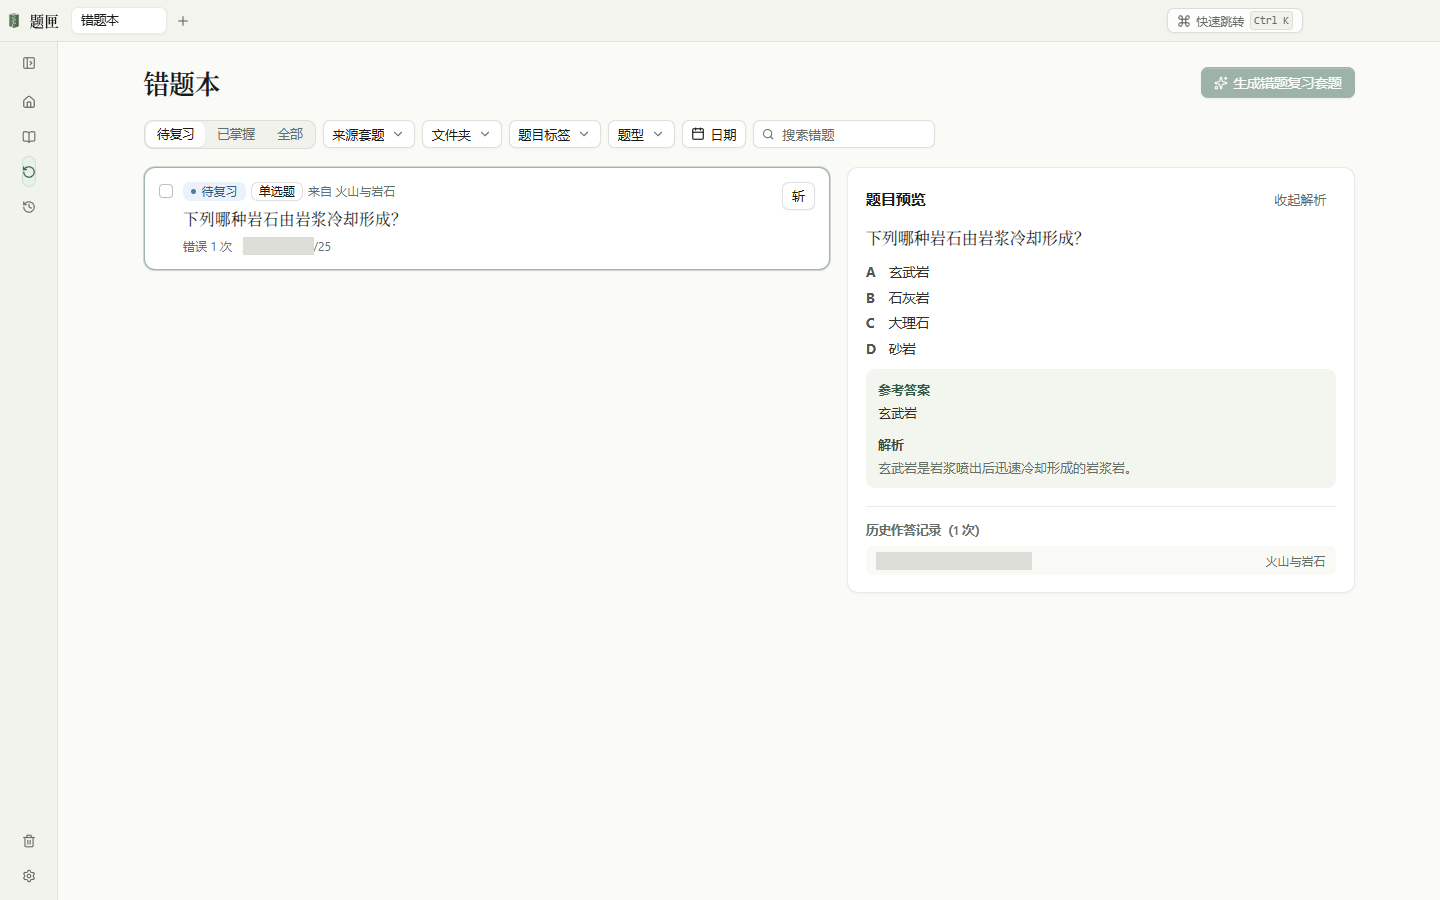 题匣 错题本 快速跳转 Ctrl K
错题本
生成错题复习套题
待复习 已掌握 全部 来源套题 文件夹 题目标签 题型 日期 搜索错题
待复习 单选题 来自 火山与岩石
斩
下列哪种岩石由岩浆冷却形成?
错误 1 次 /25
题目预览
收起解析
下列哪种岩石由岩浆冷却形成?
A 玄武岩
B 石灰岩
C 大理石
D 砂岩
参考答案
玄武岩
解析
玄武岩是岩浆喷出后迅速冷却形成的岩浆岩。
历史作答记录（1 次）
火山与岩石